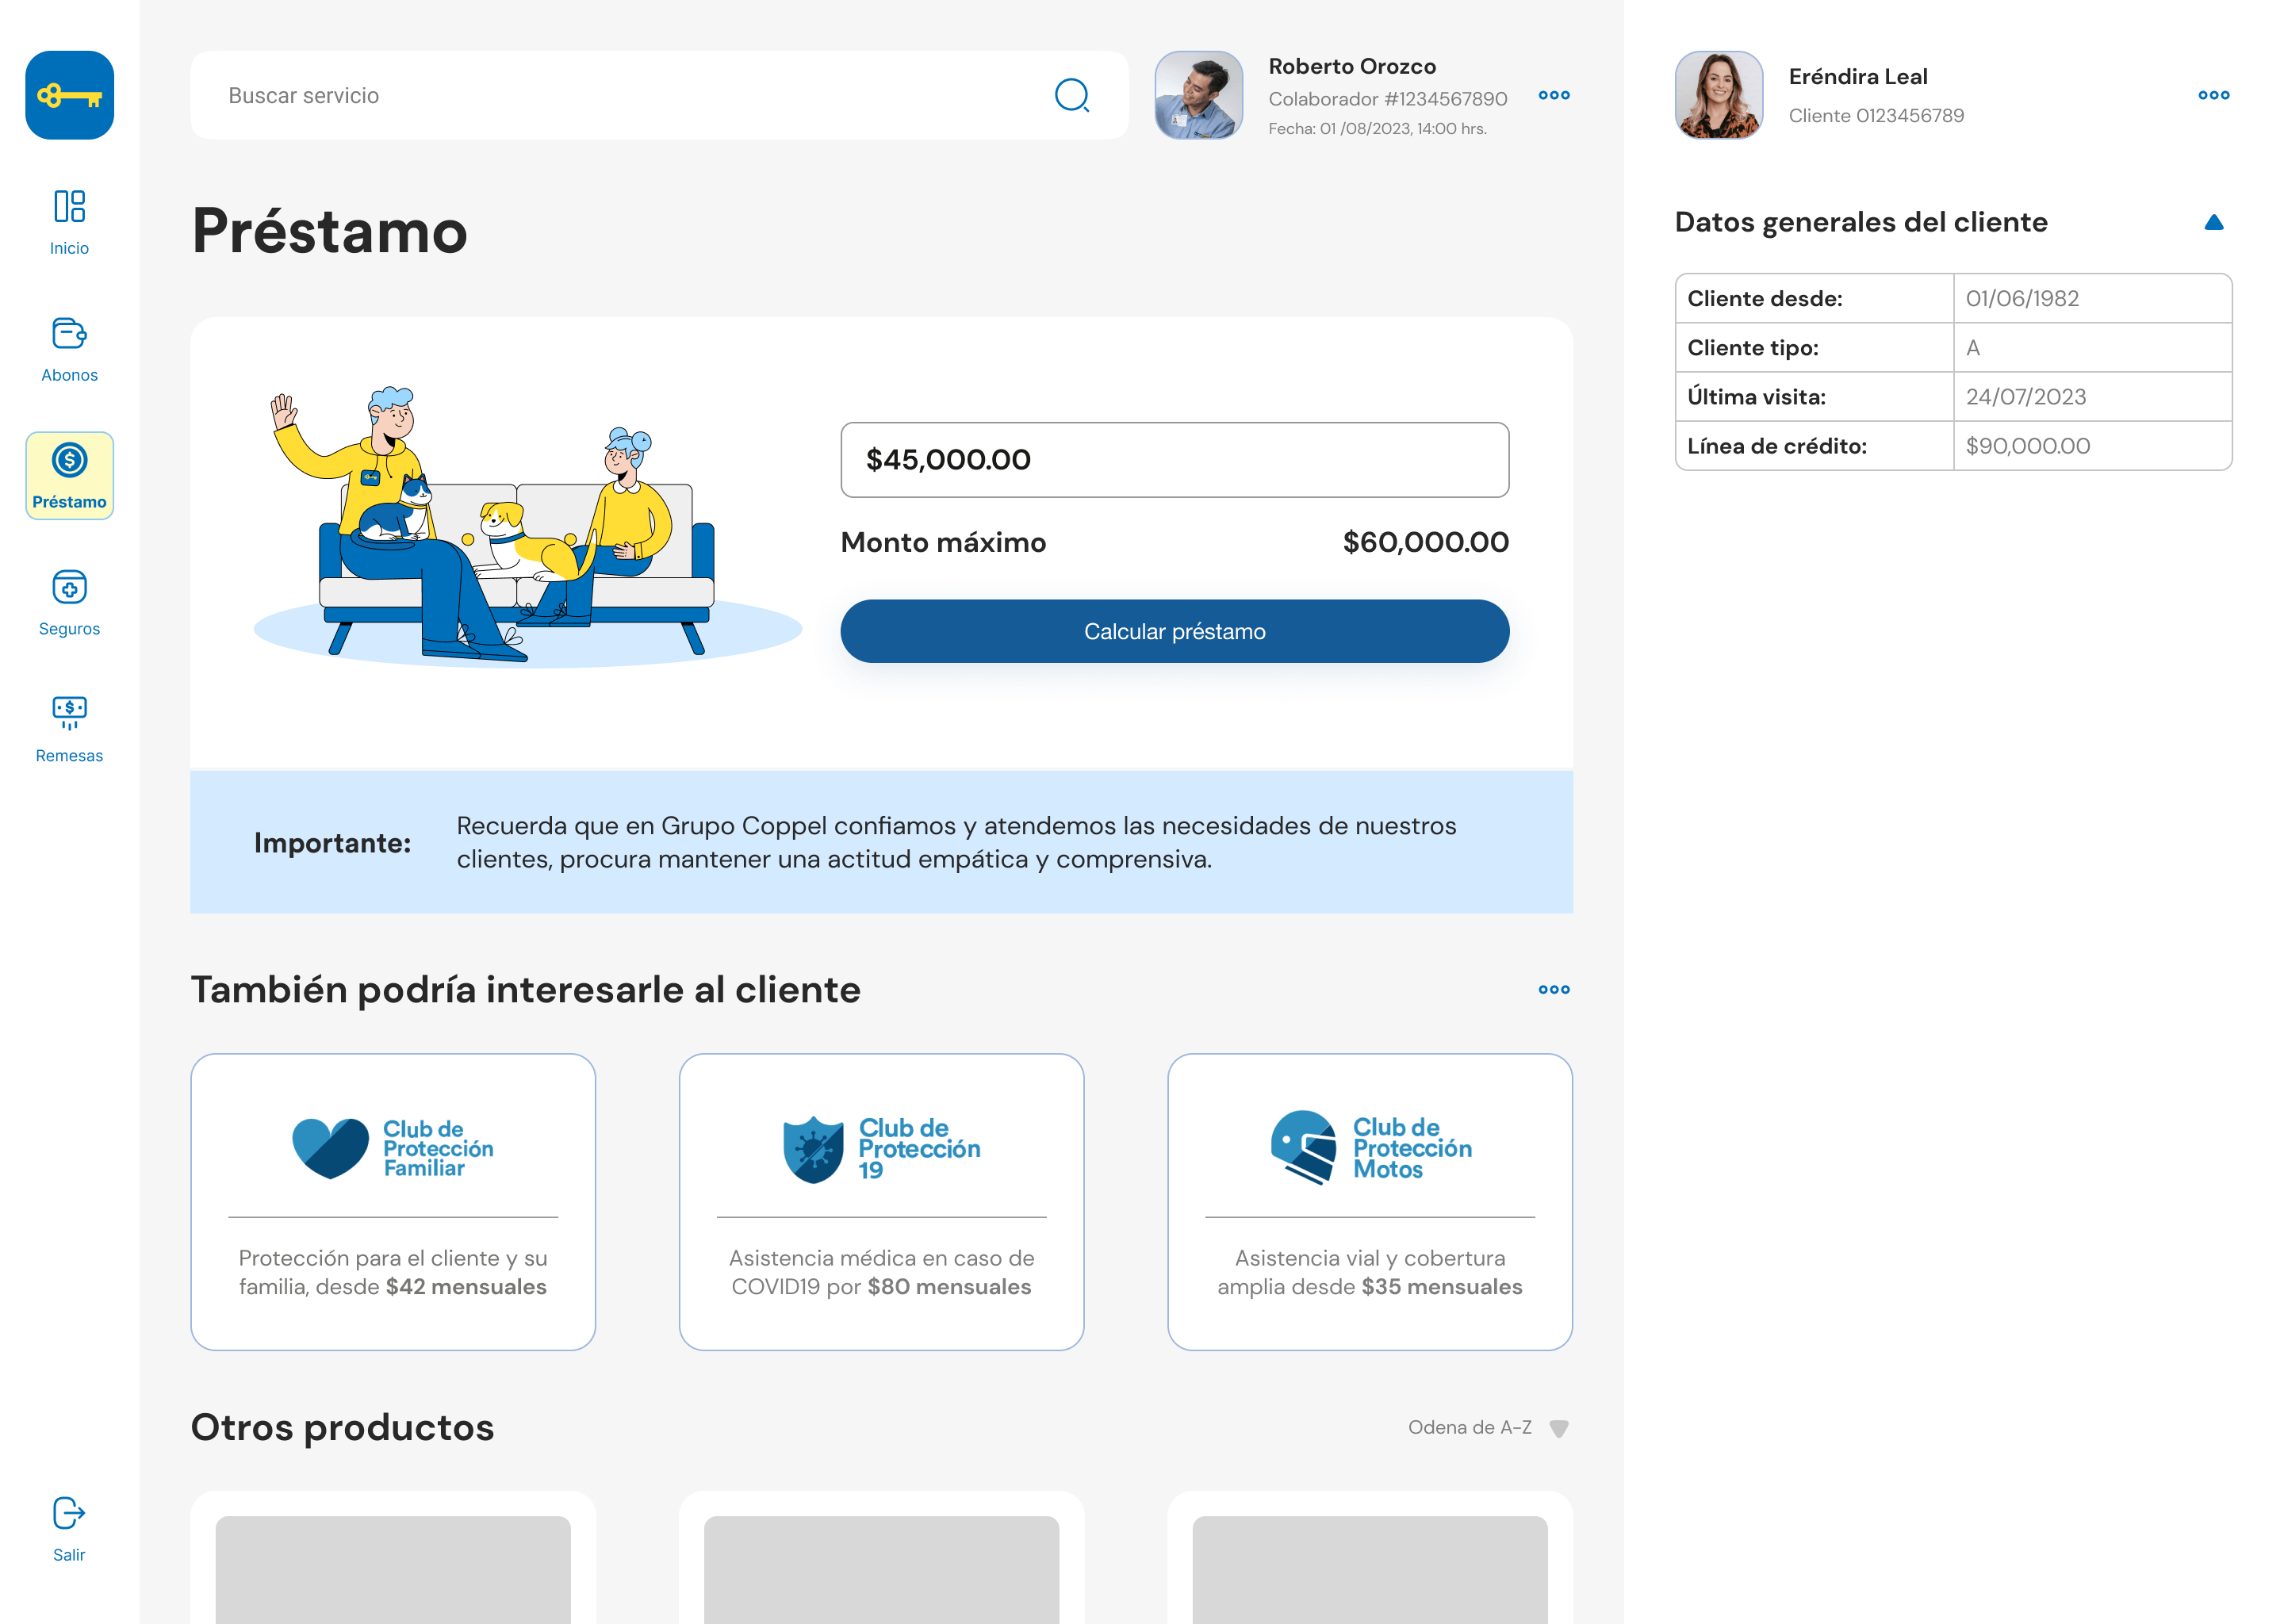 Inicio
Abonos
Préstamo
Seguros
Remesas
Salir
Buscar servicio
Roberto Orozco
Colaborador #1234567890
Fecha: 01 /08/2023, 14:00 hrs.
Préstamo
$45,000.00
Monto máximo $60,000.00
Calcular préstamo
Importante:
Recuerda que en Grupo Coppel confiamos y atendemos las necesidades de nuestros
clientes, procura mantener una actitud empática y comprensiva.
También podría interesarle al cliente
Club de
Protección
Familiar
Protección para el cliente y su
familia, desde $42 mensuales
Club de
Protección
19
Asistencia médica en caso de
COVID19 por $80 mensuales
Club de
Protección
Motos
Asistencia vial y cobertura
amplia desde $35 mensuales
Otros productos
Odena de A-Z
Eréndira Leal
Cliente 0123456789
Datos generales del cliente
Cliente desde: 01/06/1982
Cliente tipo: A
Última visita: 24/07/2023
Línea de crédito: $90,000.00